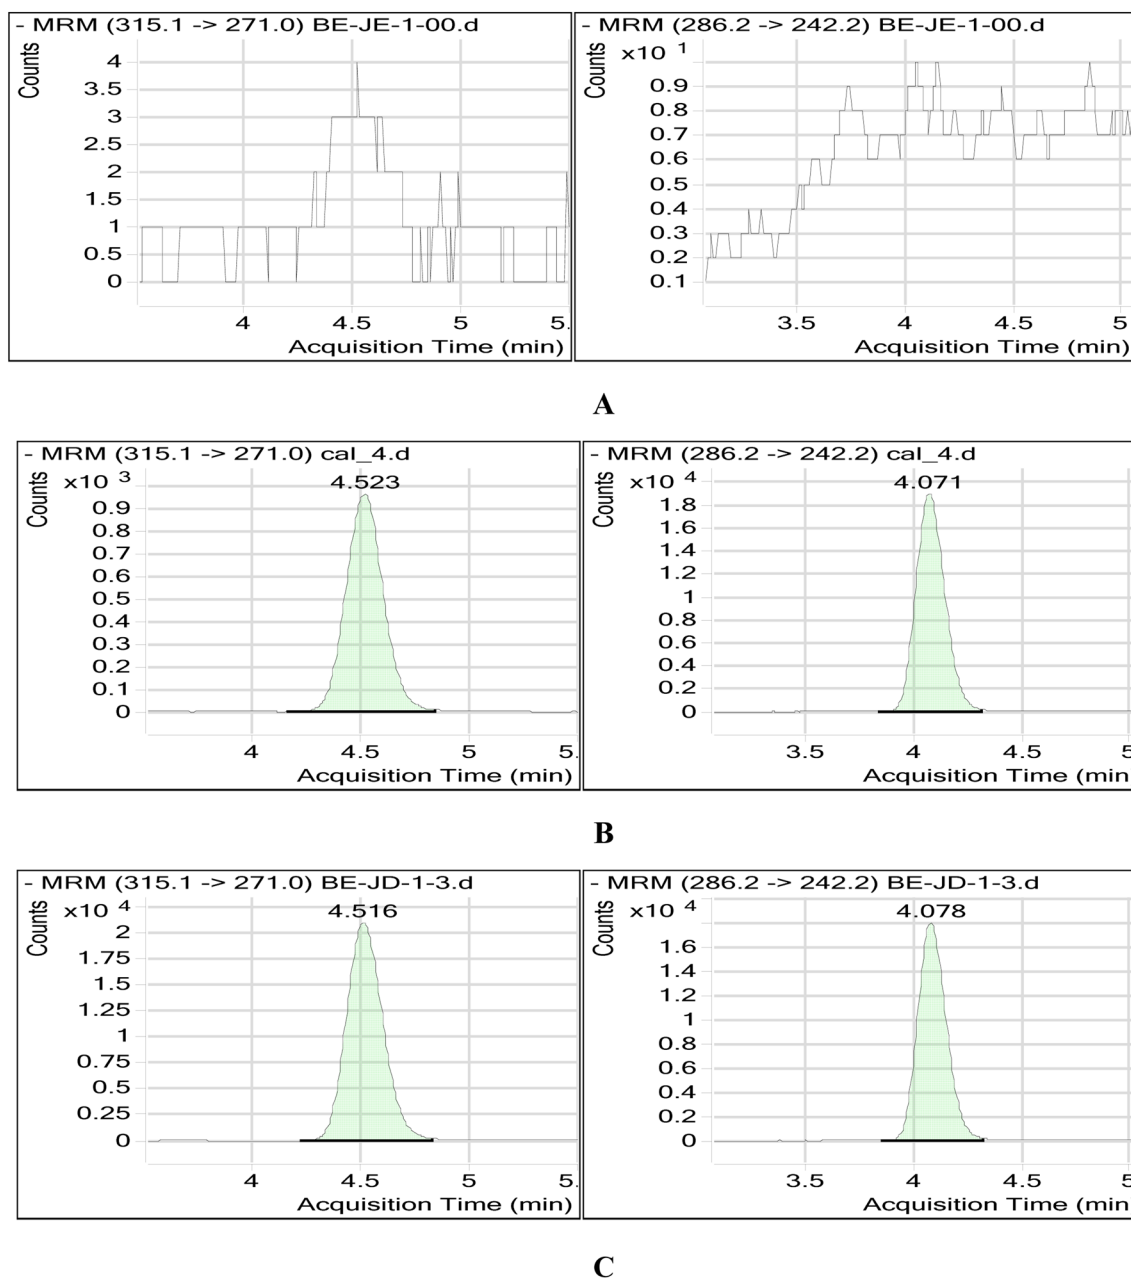 - MRM (315.1 -> 271.0) BE-JE-1-00.d
Counts
4
3.5
3
2.5
2
1.5
1
0.5
0
4 4.5 5 5.
Acquisition Time (min)
- MRM (286.2 -> 242.2) BE-JE-1-00.d
Counts
x10 1
0.9
0.8
0.7
0.6
0.5
0.4
0.3
0.2
0.1
3.5 4 4.5 5
Acquisition Time (min)
A
- MRM (315.1 -> 271.0) cal_4.d
Counts
x10 3
4.523
0.9
0.8
0.7
0.6
0.5
0.4
0.3
0.2
0.1
0
4 4.5 5 5.
Acquisition Time (min)
- MRM (286.2 -> 242.2) cal_4.d
Counts
x10 4
4.071
1.8
1.6
1.4
1.2
1
0.8
0.6
0.4
0.2
0
3.5 4 4.5 5
Acquisition Time (min)
B
- MRM (315.1 -> 271.0) BE-JD-1-3.d
Counts
x10 4
4.516
2
1.75
1.5
1.25
1
0.75
0.5
0.25
0
4 4.5 5 5.
Acquisition Time (min)
- MRM (286.2 -> 242.2) BE-JD-1-3.d
Counts
x10 4
4.078
1.6
1.4
1.2
1
0.8
0.6
0.4
0.2
0
3.5 4 4.5 5
Acquisition Time (min)
C